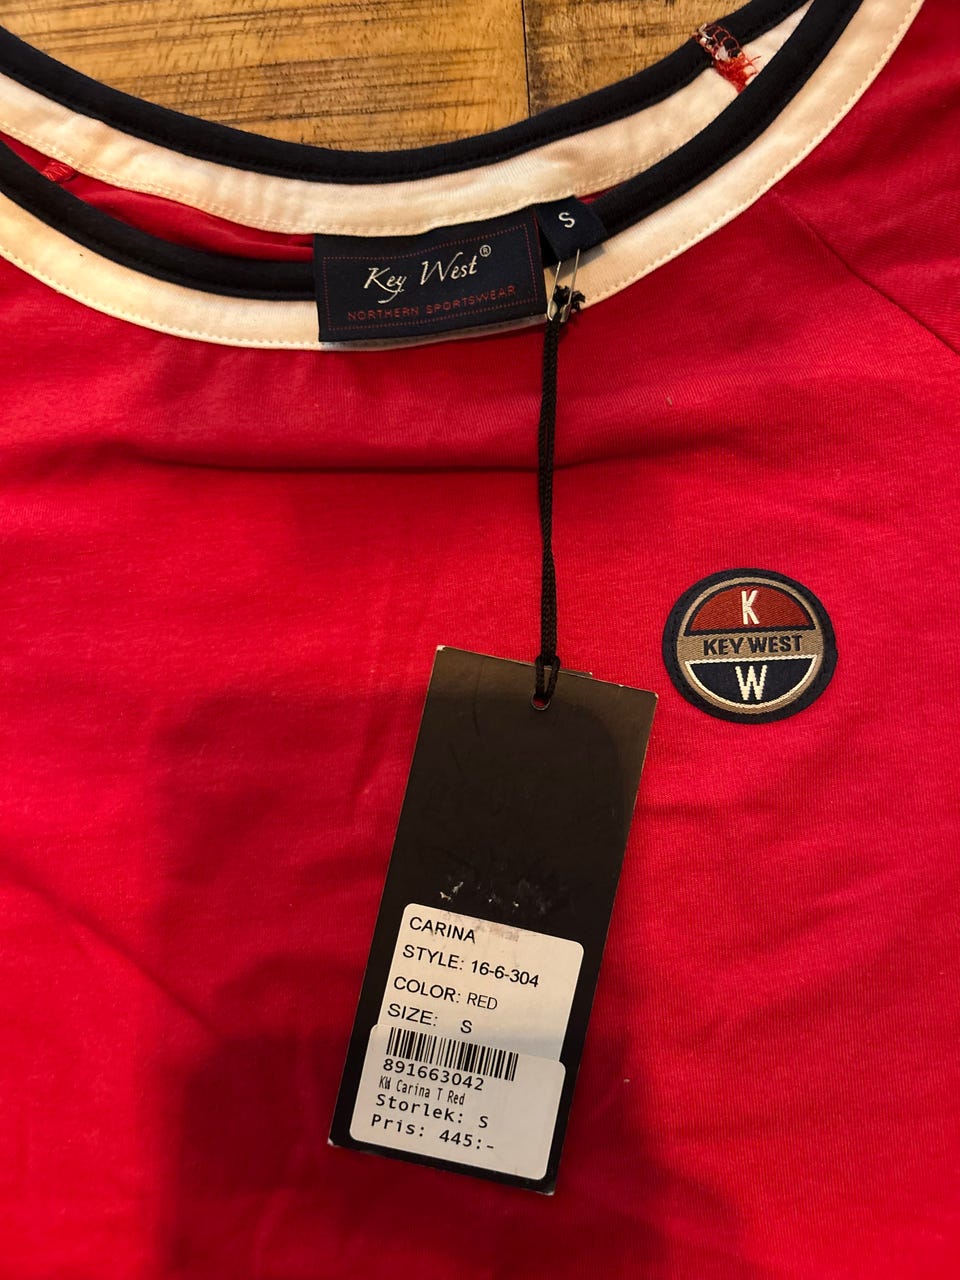 S
Key West®
NORTHERN SPORTSWEAR
K
KEY WEST
W
CARINA
STYLE: 16-6-304
COLOR: RED
SIZE: S
891663042
KW Carina T Red
Storlek: S
Pris: 445:-